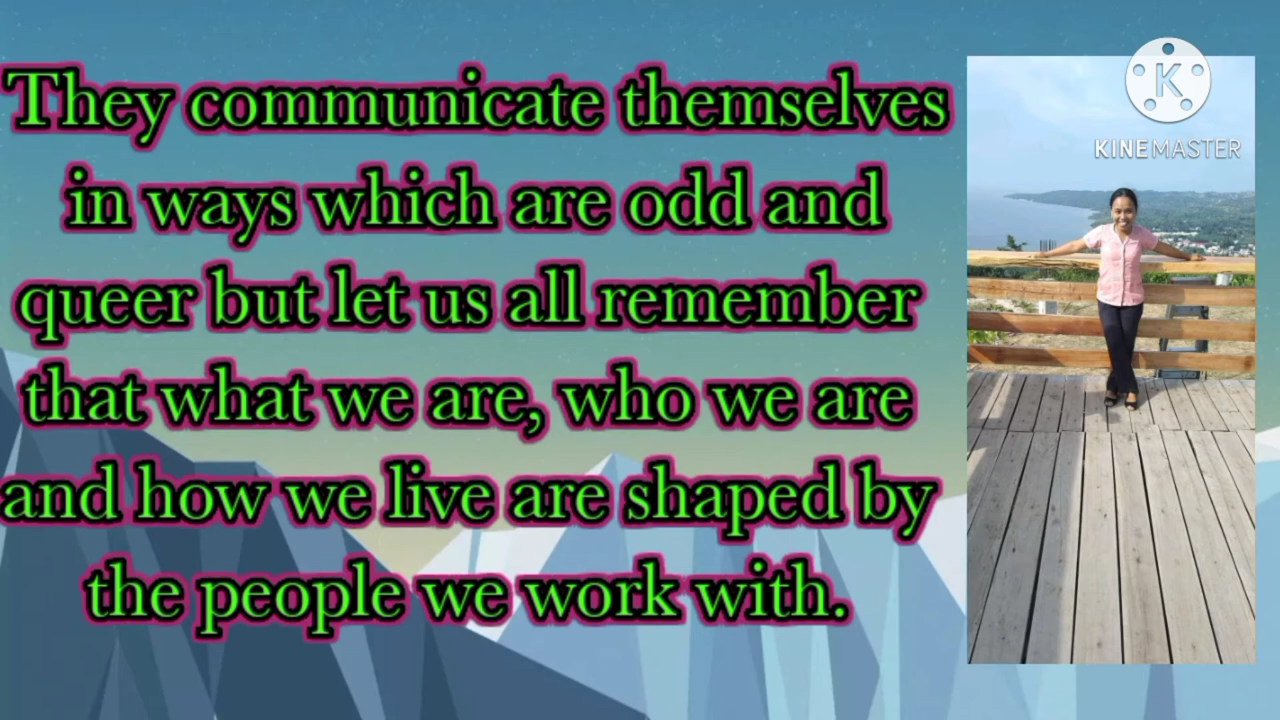 They communicate themselves
in ways which are odd and
queer but let us all remember
that what we are, who we are
and how we live are shaped by
the people we work with.
K
KINEMASTER